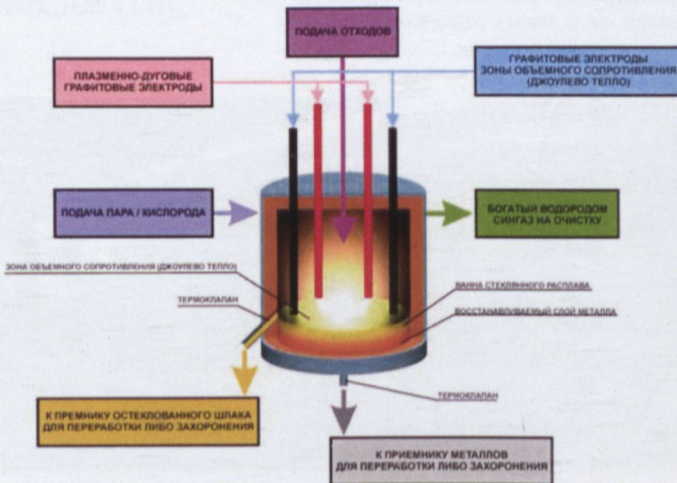 ПОДАЧА ОТХОДОВ
ПЛАЗМЕННО-ДУГОВЫЕ
ГРАФИТОВЫЕ ЭЛЕКТРОДЫ
ГРАФИТОВЫЕ ЭЛЕКТРОДЫ
ЗОНЫ ОБЪЕМНОГО СОПРОТИВЛЕНИЯ
(ДЖОУЛЕВО ТЕПЛО)
ПОДАЧА ПАРА / КИСЛОРОДА
БОГАТЫЙ ВОДОРОДОМ
СИНГАЗ НА ОЧИСТКУ
ЗОНА ОБЪЕМНОГО СОПРОТИВЛЕНИЯ (ДЖОУЛЕВО ТЕПЛО)
ТЕРМОКЛАПАН
ВАННА СТЕКЛЯННОГО РАСПЛАВА
ВОССТАНАВЛИВАЕМЫЙ СЛОЙ МЕТАЛЛА
ТЕРМОКЛАПАН
К ПРЕМНИКУ ОСТЕКЛОВАННОГО ШЛАКА
ДЛЯ ПЕРЕРАБОТКИ ЛИБО ЗАХОРОНЕНИЯ
К ПРИЕМНИКУ МЕТАЛЛОВ
ДЛЯ ПЕРЕРАБОТКИ ЛИБО ЗАХОРОНЕНИЯ